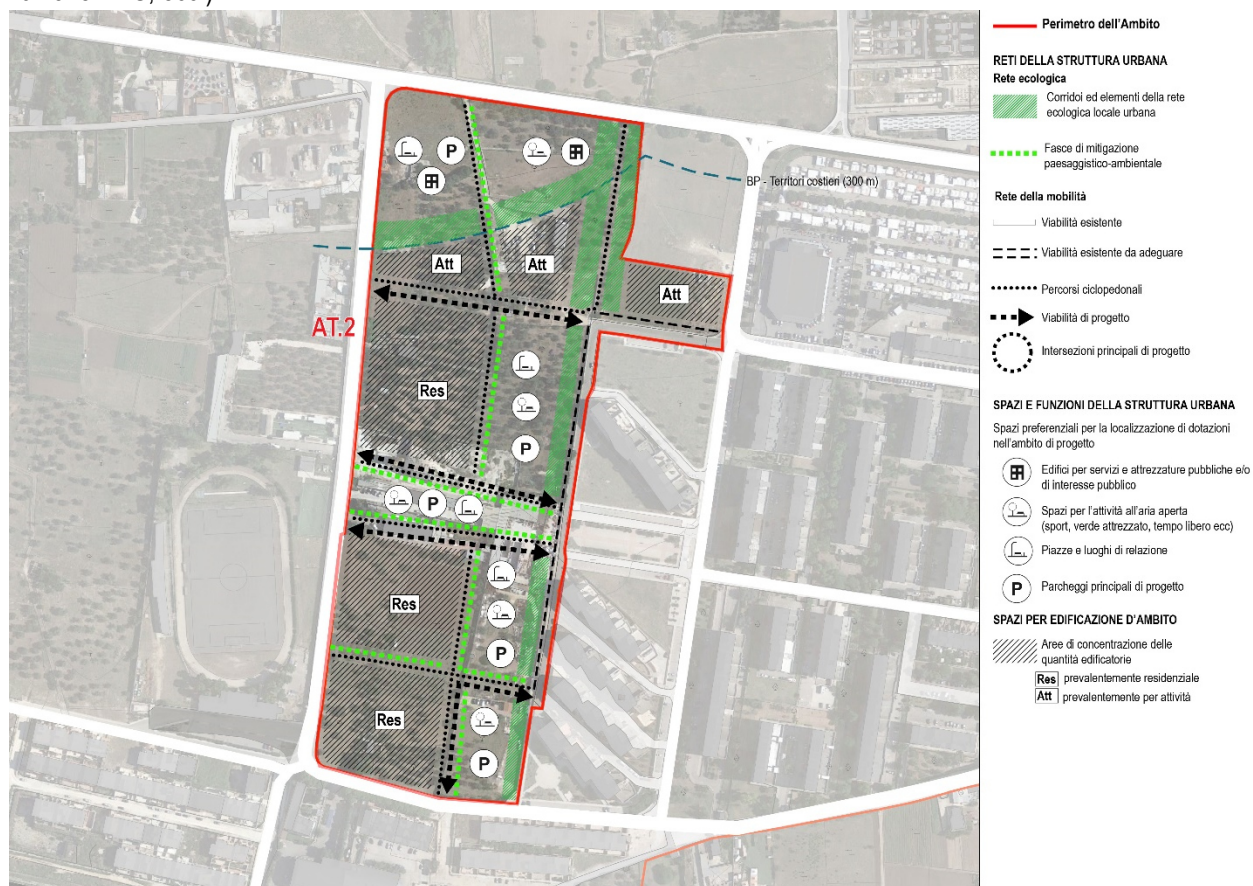 Perimetro dell'Ambito
RETI DELLA STRUTTURA URBANA
Rete ecologica
Corridoi ed elementi della rete
ecologica locale urbana
Fasce di mitigazione
paesaggistico-ambientale
Rete della mobilità
Viabilità esistente
Viabilità esistente da adeguare
Percorsi ciclopedonali
Viabilità di progetto
Intersezioni principali di progetto
SPAZI E FUNZIONI DELLA STRUTTURA URBANA
Spazi preferenziali per la localizzazione di dotazioni
nell'ambito di progetto
Edifici per servizi e attrezzature pubbliche e/o
di interesse pubblico
Spazi per l'attività all'aria aperta
(sport, verde attrezzato, tempo libero ecc)
Piazze e luoghi di relazione
P Parcheggi principali di progetto
SPAZI PER EDIFICAZIONE D'AMBITO
Aree di concentrazione delle
quantità edificatorie
Res prevalentemente residenziale
Att prevalentemente per attività
P
BP - Territori costieri (300 m)
Att
Att
Att
AT.2
Res
P
P
Res
P
Res
P